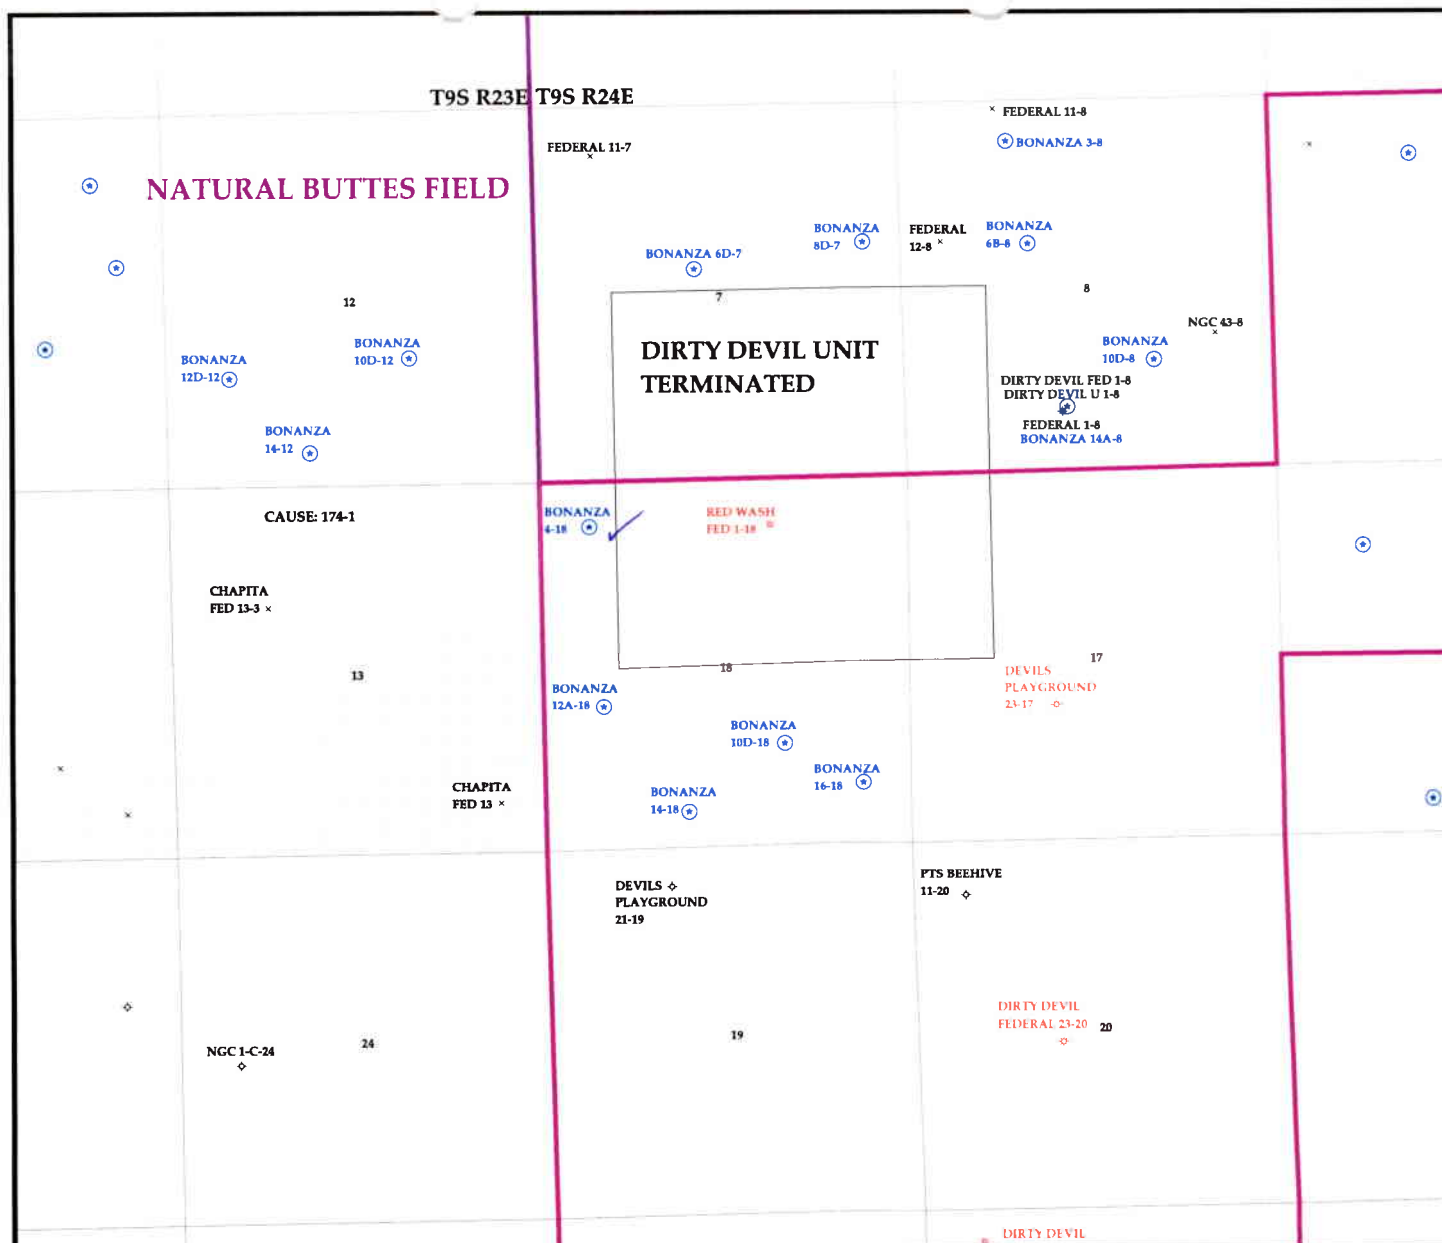 T9S R23E T9S R24E
FEDERAL 11-8
BONANZA 3-8
FEDERAL 11-7
NATURAL BUTTES FIELD
BONANZA
8D-7
FEDERAL
12-8
BONANZA
6B-8
BONANZA 6D-7
7
8
12
NGC 43-8
BONANZA
12D-12
BONANZA
10D-12
DIRTY DEVIL UNIT
TERMINATED
BONANZA
10D-8
DIRTY DEVIL FED 1-8
DIRTY DEVIL U 1-8
FEDERAL 1-8
BONANZA 14A-8
BONANZA
14-12
CAUSE: 174-1
BONANZA
4-18
RED WASH
FED 1-18
CHAPITA
FED 13-3
13
18
17
DEVILS
PLAYGROUND
23-17
BONANZA
12A-18
BONANZA
10D-18
BONANZA
16-18
BONANZA
14-18
CHAPITA
FED 13
DEVILS
PLAYGROUND
21-19
PTS BEEHIVE
11-20
DIRTY DEVIL
FEDERAL 23-20
20
19
24
NGC 1-C-24
DIRTY DEVIL